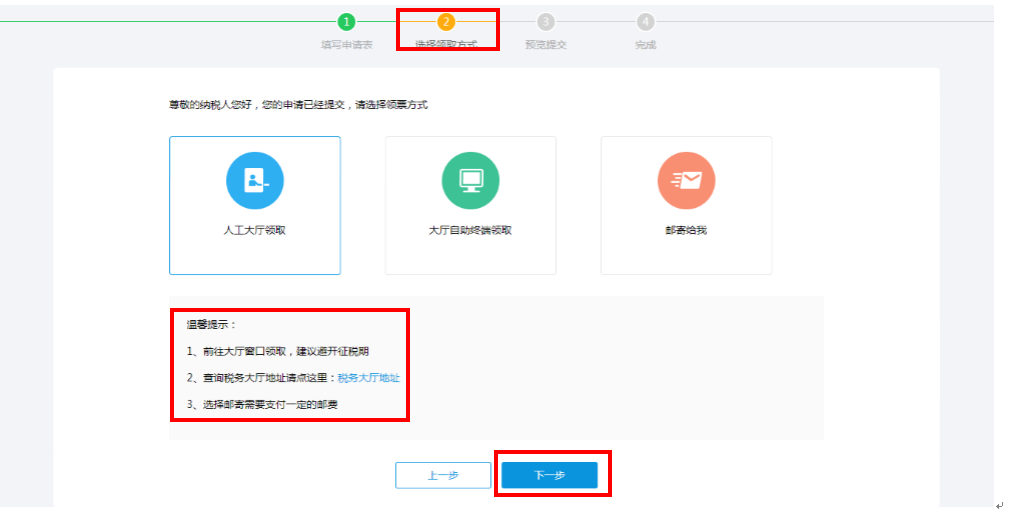 1
2
3
4
填写申请表
选择领取方式
预览提交
完成
尊敬的纳税人您好，您的申请已经提交，请选择领票方式
人工大厅领取
大厅自助终端领取
邮寄给我
温馨提示：
1、前往大厅窗口领取，建议避开征税期
2、查询税务大厅地址请点这里：税务大厅地址
3、选择邮寄需要支付一定的邮费
上一步
下一步